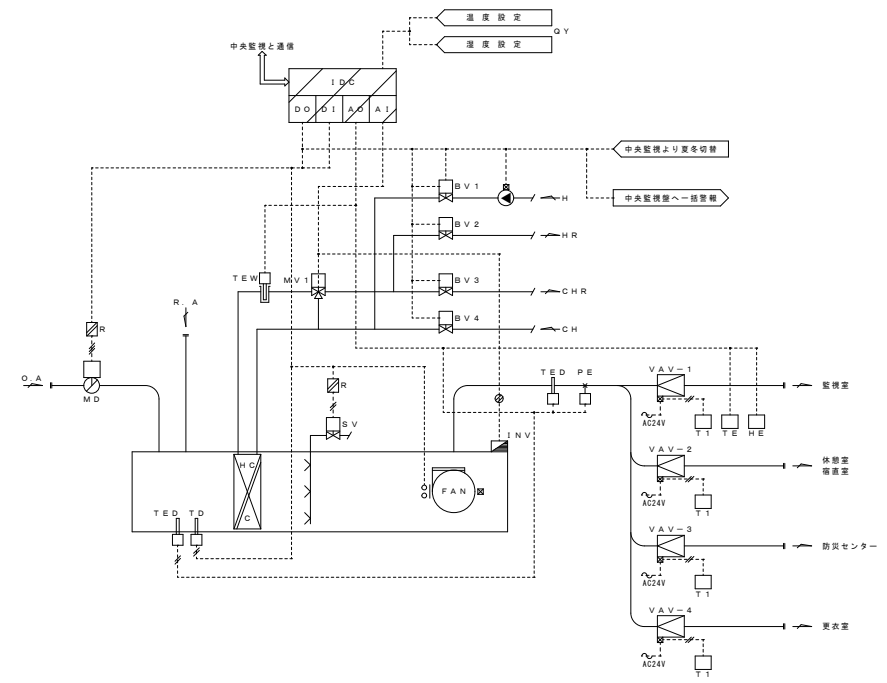 温度設定
QY
湿度設定
中央監視と通信
IDC
DO DI AO AI
中央監視より夏冬切替
中央監視盤へ一括警報
BV1
H
BV2
HR
TEW
MV1
BV3
CHR
BV4
CH
R.A
R
O.A
MD
R
SV
TED PE
INV
VAV-1
監視室
AC24V
T1 TE HE
VAV-2
休憩室
宿直室
AC24V
T1
HC
C
FAN
TED TD
VAV-3
防災センター
AC24V
T1
VAV-4
更衣室
AC24V
T1